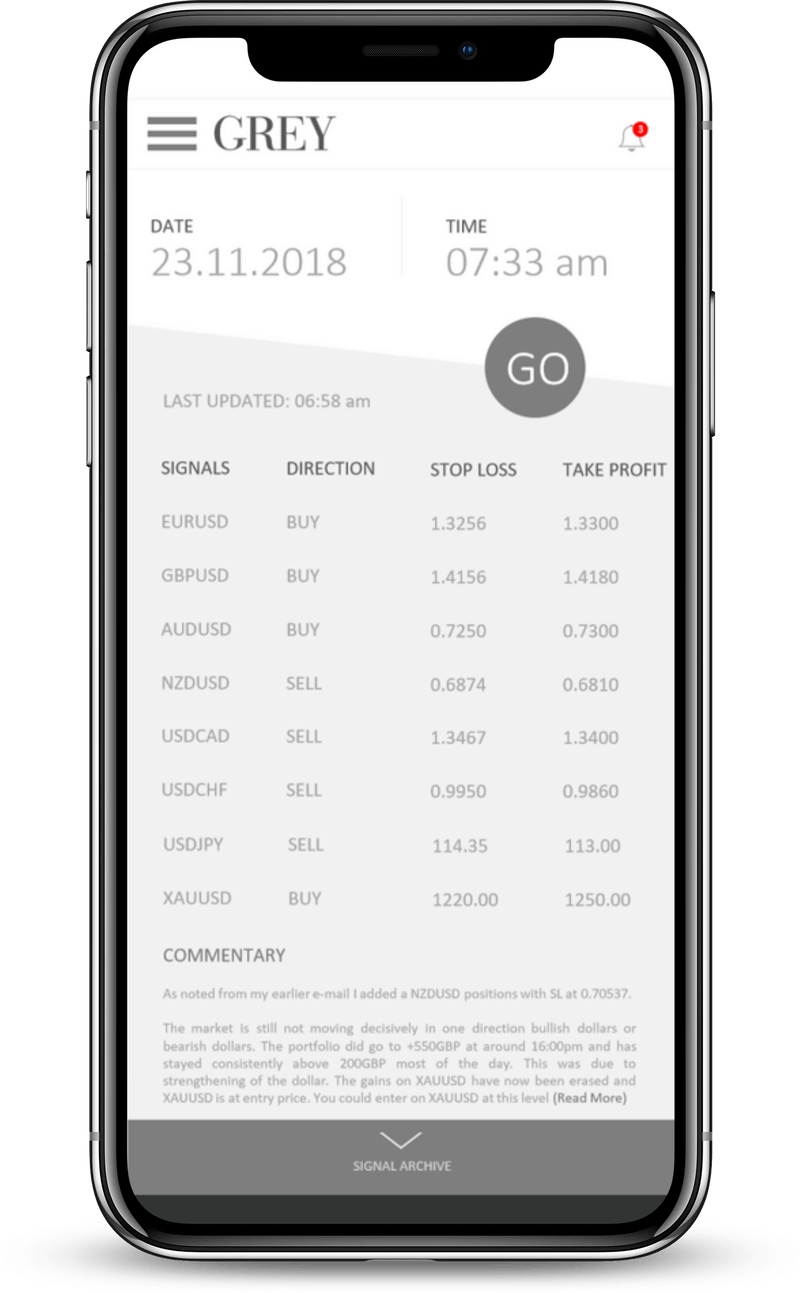 GREY
3
DATE
TIME
23.11.2018
07:33 am
GO
LAST UPDATED: 06:58 am
SIGNALS DIRECTION STOP LOSS TAKE PROFIT
EURUSD BUY 1.3256 1.3300
GBPUSD BUY 1.4156 1.4180
AUDUSD BUY 0.7250 0.7300
NZDUSD SELL 0.6874 0.6810
USDCAD SELL 1.3467 1.3400
USDCHF SELL 0.9950 0.9860
USDJPY SELL 114.35 113.00
XAUUSD BUY 1220.00 1250.00
COMMENTARY
As noted from my earlier e-mail I added a NZDUSD positions with SL at 0.70537.
The market is still not moving decisively in one direction bullish dollars or
bearish dollars. The portfolio did go to +550GBP at around 16:00pm and has
stayed consistently above 200GBP most of the day. This was due to
strengthening of the dollar. The gains on XAUUSD have now been erased and
XAUUSD is at entry price. You could enter on XAUUSD at this level (Read More)
SIGNAL ARCHIVE